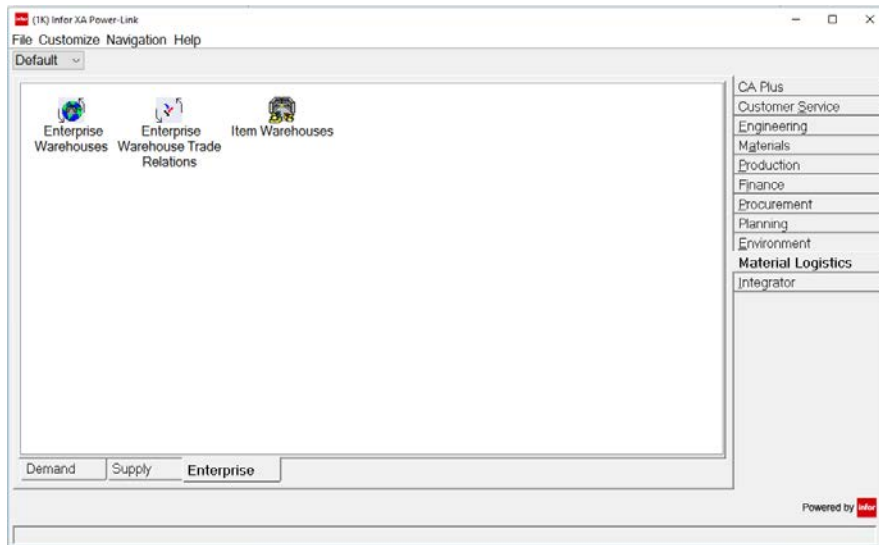 (1K) Infor XA Power-Link
File Customize Navigation Help
Default
Enterprise
Warehouses
Enterprise
Warehouse Trade
Relations
Item Warehouses
CA Plus
Customer Service
Engineering
Materials
Production
Finance
Procurement
Planning
Environment
Material Logistics
Integrator
Demand
Supply
Enterprise
Powered by infor